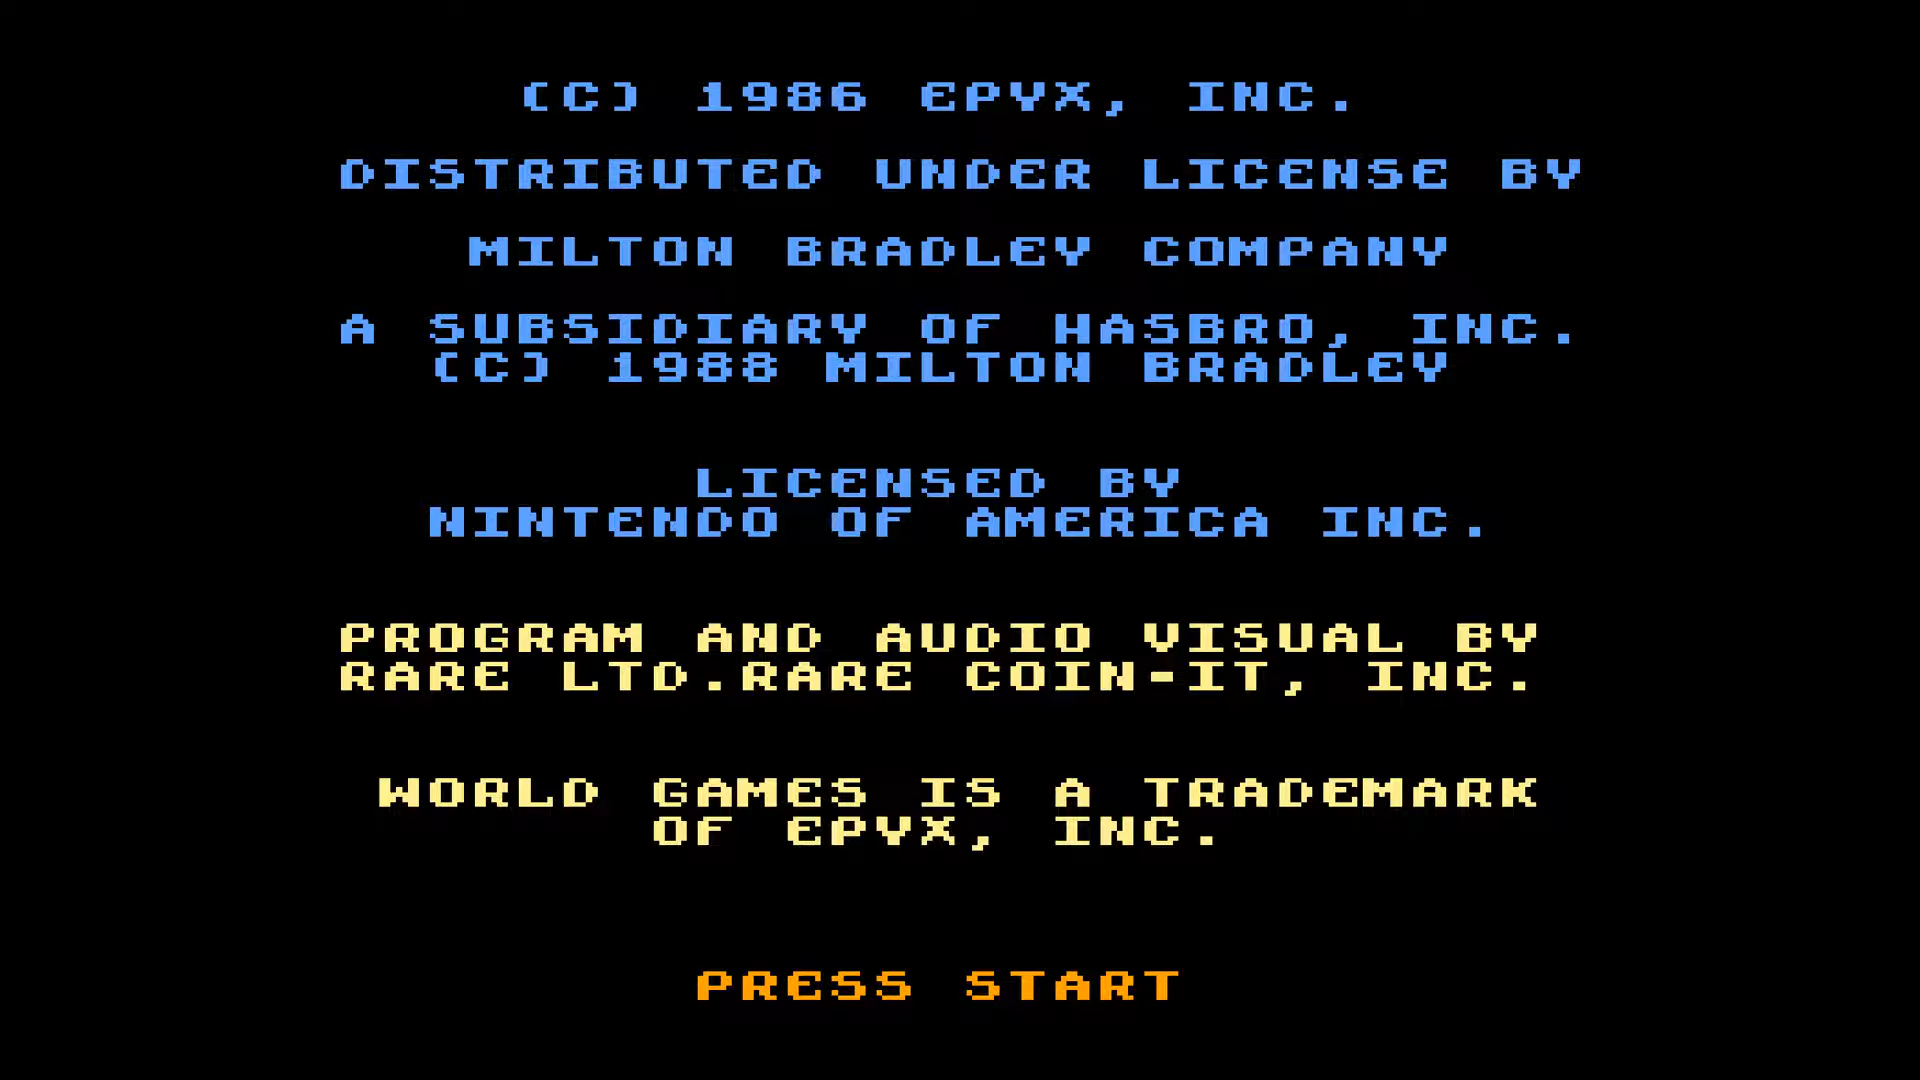 (C) 1986 EPYX, INC.
DISTRIBUTED UNDER LICENSE BY
MILTON BRADLEY COMPANY
A SUBSIDIARY OF HASBRO, INC.
(C) 1988 MILTON BRADLEY
LICENSED BY
NINTENDO OF AMERICA INC.
PROGRAM AND AUDIO VISUAL BY
RARE LTD.RARE COIN-IT, INC.
WORLD GAMES IS A TRADEMARK
OF EPYX, INC.
PRESS START